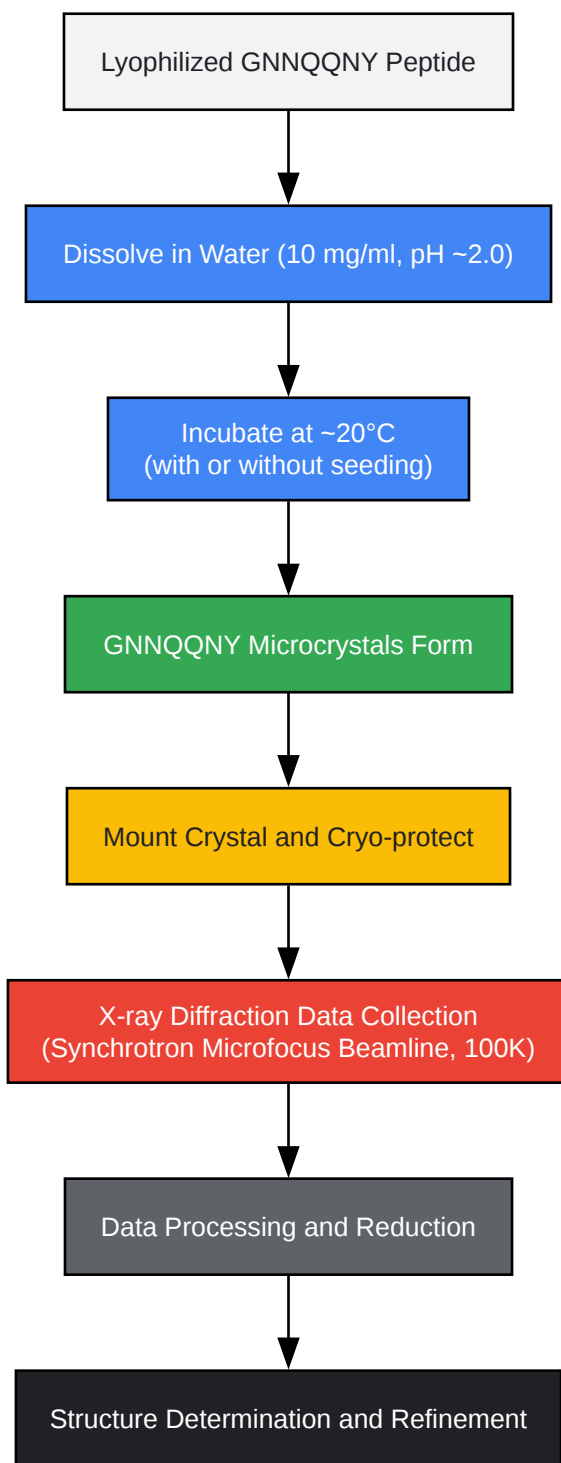 Lyophilized GNNQQNY Peptide
Dissolve in Water (10 mg/ml, pH ~2.0)
Incubate at ~20°C
(with or without seeding)
GNNQQNY Microcrystals Form
Mount Crystal and Cryo-protect
X-ray Diffraction Data Collection
(Synchrotron Microfocus Beamline, 100K)
Data Processing and Reduction
Structure Determination and Refinement